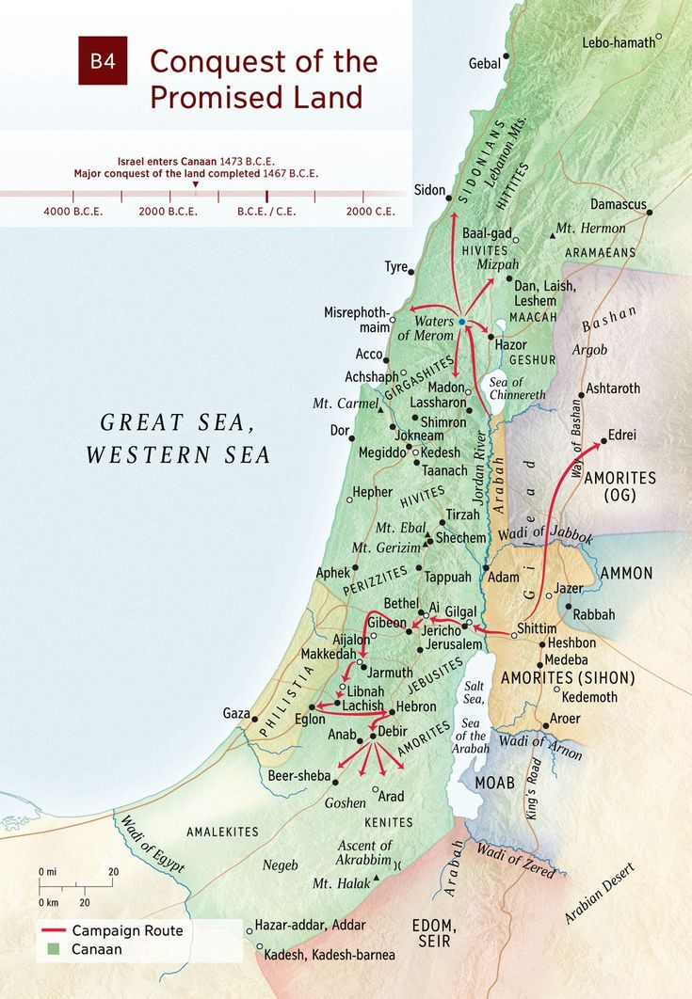 B4
Conquest of the
Promised Land
Israel enters Canaan 1473 B.C.E.
Major conquest of the land completed 1467 B.C.E.
4000 B.C.E.
2000 B.C.E.
B.C.E. / C.E.
2000 C.E.
Lebo-hamath
Gebal
SIDONIANS
Lebanon Mts.
HITTITES
Sidon
Damascus
Baal-gad
Mt. Hermon
HIVITES
Mizpah
ARAMAEANS
Tyre
Dan, Laish,
Leshem
Misrephoth-
maim
Waters
of Merom
MAACAH
Bashan
Hazor
Argob
Acco
GESHUR
Achshaph
GIRGASHITES
Madon
Sea of
Chinnereth
Ashtaroth
Mt. Carmel
Lassharon
Shimron
Dor
Jokneam
Edrei
Way of Bashan
Megiddo
Kedesh
Taanach
Jordan River
Arabah
GREAT SEA,
WESTERN SEA
AMORITES
(OG)
Hepher
HIVITES
Gilead
Tirzah
Mt. Ebal
Shechem
Mt. Gerizim
Wadi of Jabbok
Aphek
PERIZZITES
Tappuah
Adam
AMMON
Jazer
Rabbah
Bethel
Ai
Gilgal
Gibeon
Jericho
Shittim
Aijalon
Jerusalem
Heshbon
Makkedah
Jarmuth
Medeba
JEBUSITES
AMORITES (SIHON)
Libnah
Kedemoth
PHILISTIA
Lachish
Hebron
Salt
Sea,
Sea
of the
Arabah
Gaza
Eglon
Aroer
Anab
Debir
AMORITES
Wadi of Arnon
Beer-sheba
MOAB
King's Road
Goshen
Arad
KENITES
AMALEKITES
Wadi of Egypt
Ascent of
Akrabbim
Negeb
Arabah
Wadi of Zered
Mt. Halak
Arabian Desert
0 mi
20
0 km
20
EDOM,
SEIR
Hazar-addar, Addar
Kadesh, Kadesh-barnea
Campaign Route
Canaan